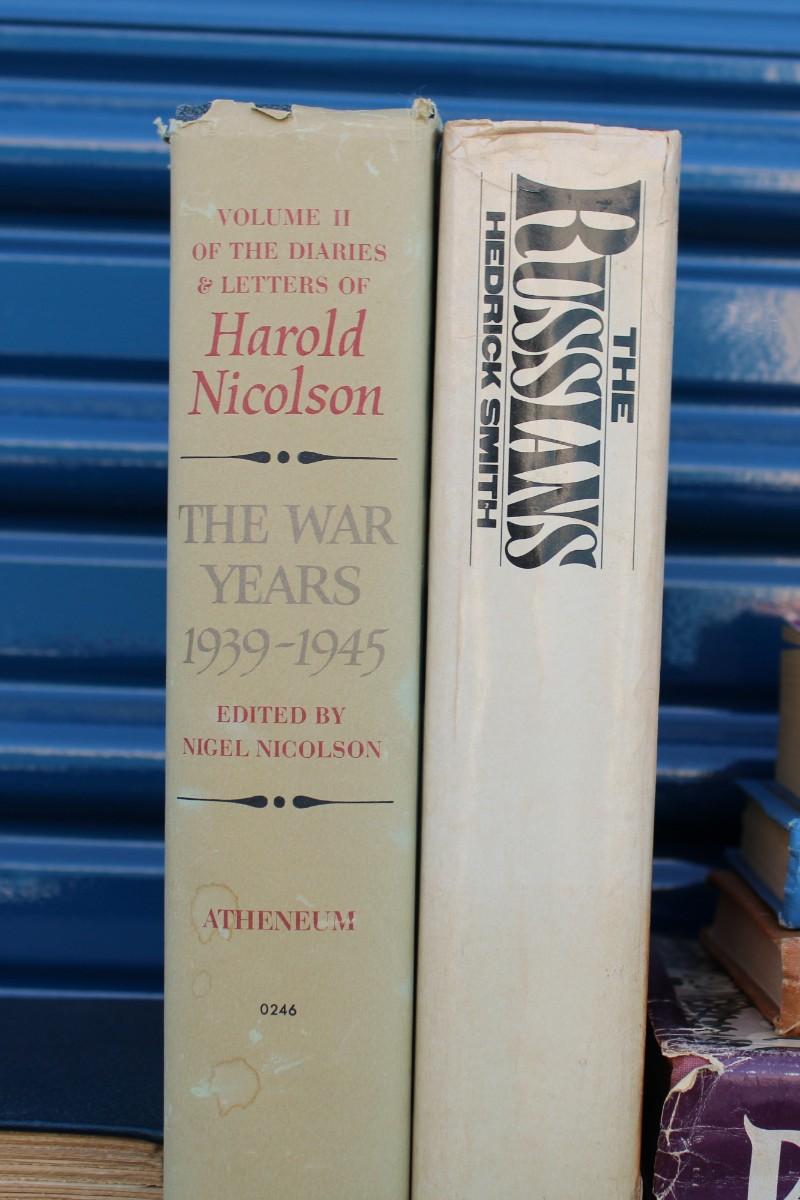 VOLUME II
OF THE DIARIES
& LETTERS OF
Harold
Nicolson
THE WAR
YEARS
1939-1945
EDITED BY
NIGEL NICOLSON
ATHENEUM
0246
THE
RUSSIANS
HEDRICK SMITH